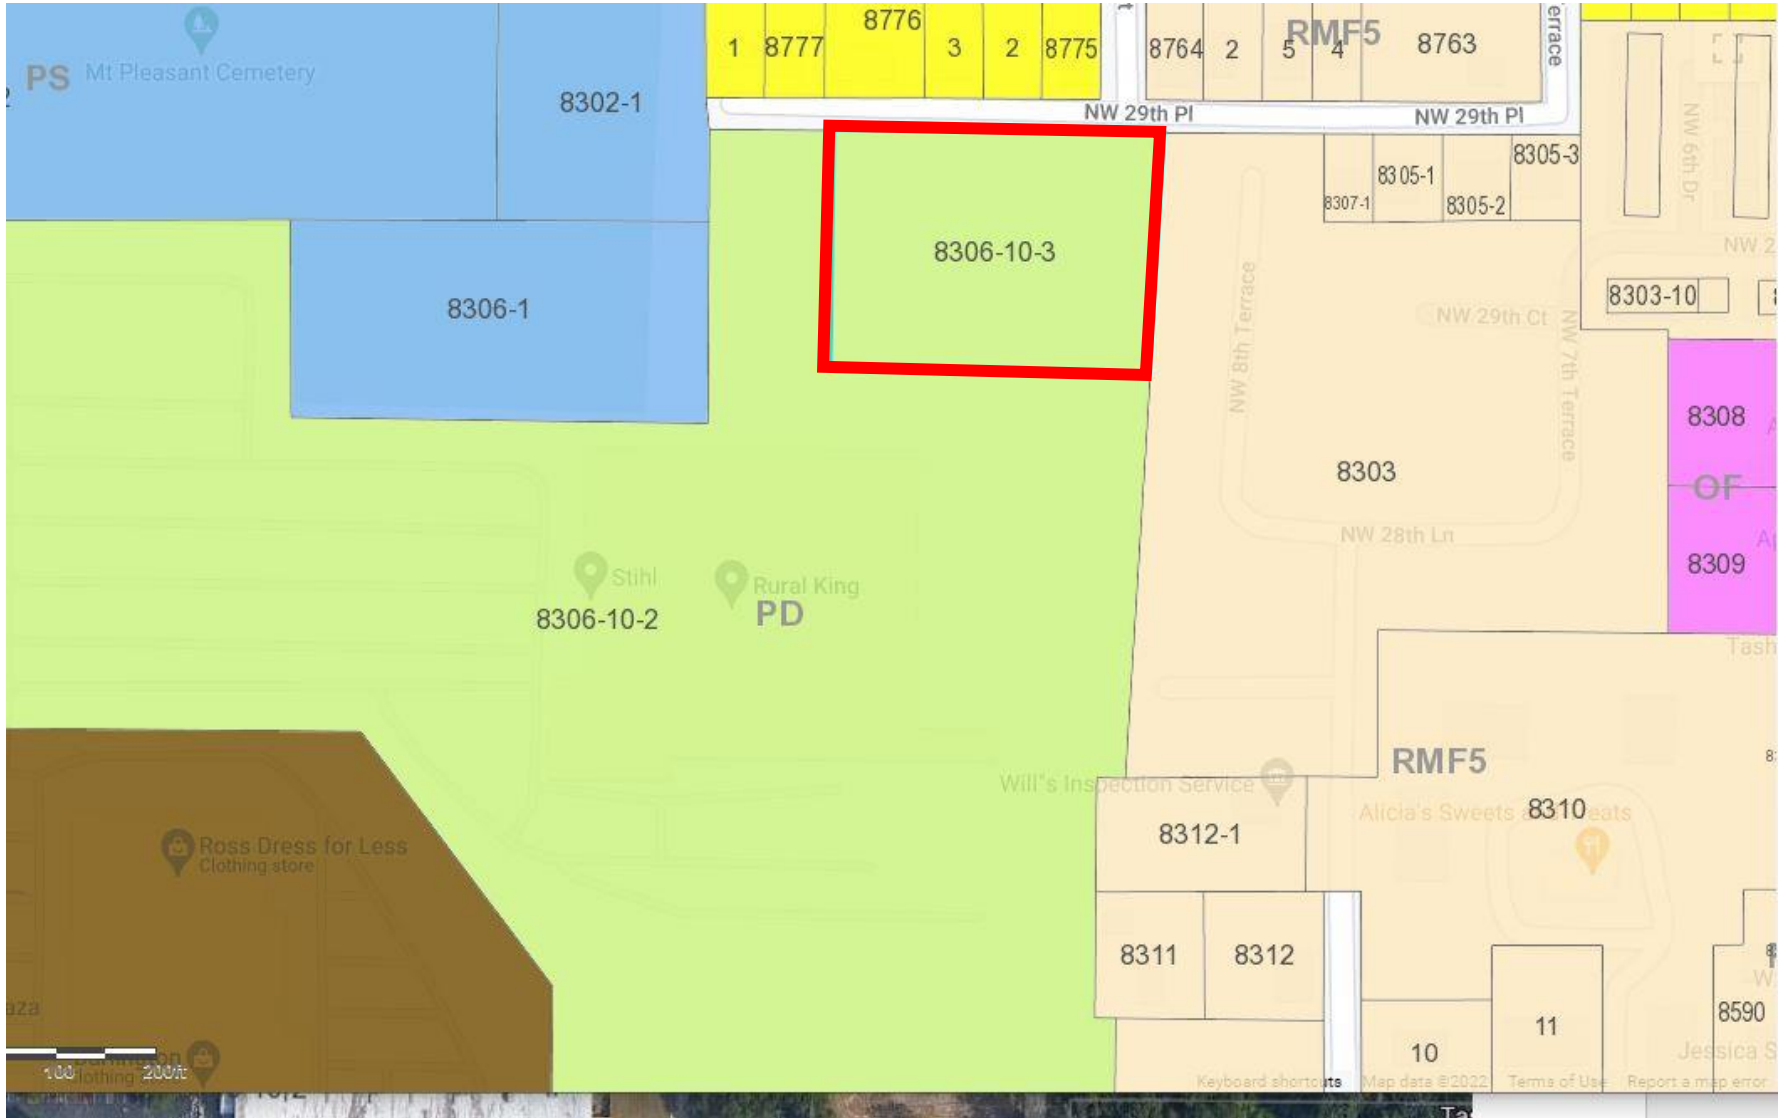 1
8777
8776
3
2
8775
8764
2
5
4
RMF5
8763
PS
Mt Pleasant Cemetery
8302-1
NW 29th Pl
NW 29th Pl
NW 6th Dr
8305-3
8305-1
8307-1
8305-2
8306-10-3
8306-1
NW 8th Terrace
NW 29th Ct
NW 7th Terrace
8303-10
8308
OF
8309
8303
NW 28th Ln
Stihl
Rural King
8306-10-2
PD
RMF5
Will's Inspection Service
8310
8312-1
Ross Dress for Less
Clothing store
8311
8312
8590
11
10
100
200ft
Keyboard shortcuts
Map data ©2022
Terms of Use
Report a map error